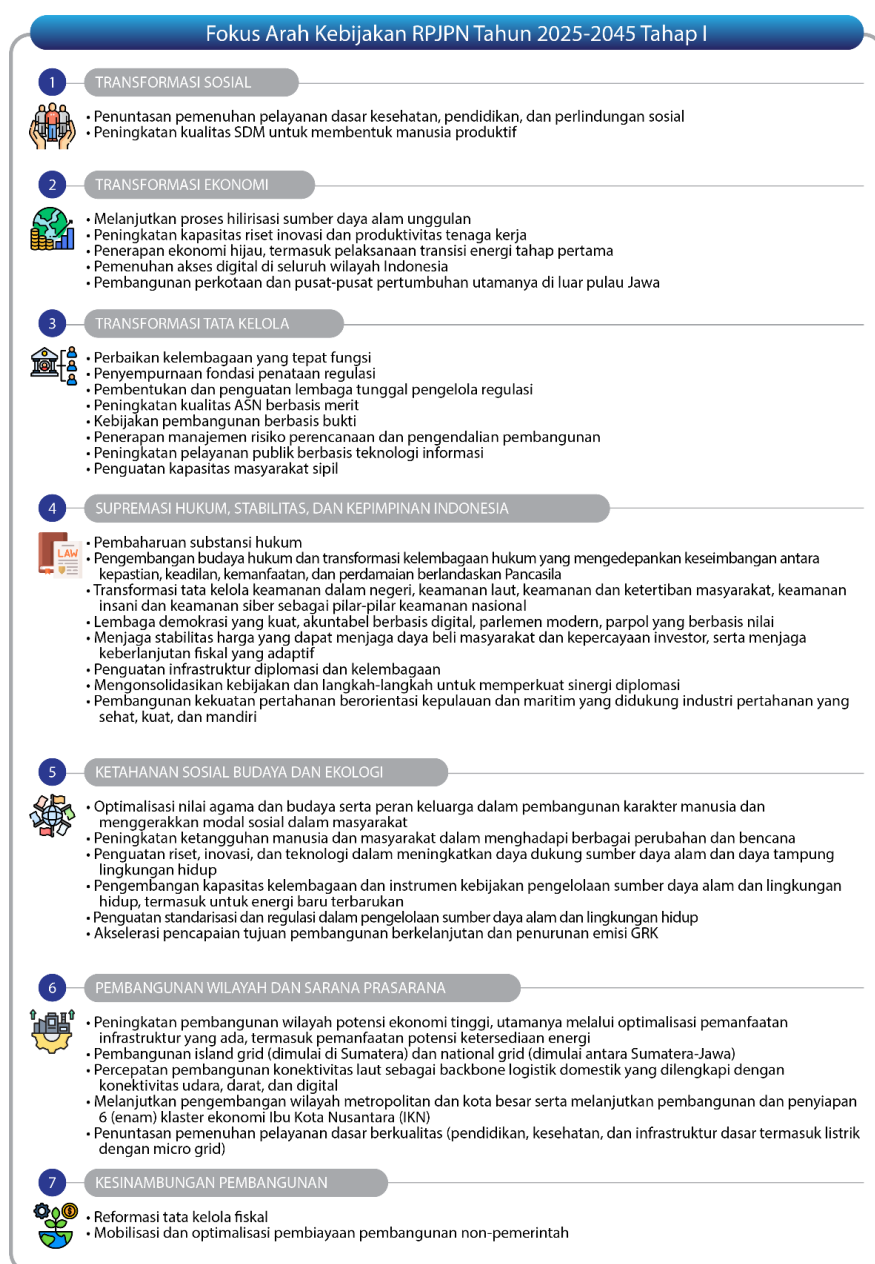 Fokus Arah Kebijakan RPJPN Tahun 2025-2045 Tahap I
1
TRANSFORMASI SOSIAL
• Penuntasan pemenuhan pelayanan dasar kesehatan, pendidikan, dan perlindungan sosial
• Peningkatan kualitas SDM untuk membentuk manusia produktif
2
TRANSFORMASI EKONOMI
• Melanjutkan proses hilirisasi sumber daya alam unggulan
• Peningkatan kapasitas riset inovasi dan produktivitas tenaga kerja
• Penerapan ekonomi hijau, termasuk pelaksanaan transisi energi tahap pertama
• Pemenuhan akses digital di seluruh wilayah Indonesia
• Pembangunan perkotaan dan pusat-pusat pertumbuhan utamanya di luar pulau Jawa
3
TRANSFORMASI TATA KELOLA
• Perbaikan kelembagaan yang tepat fungsi
• Penyempurnaan fondasi penataan regulasi
• Pembentukan dan penguatan lembaga tunggal pengelola regulasi
• Peningkatan kualitas ASN berbasis merit
• Kebijakan pembangunan berbasis bukti
• Penerapan manajemen risiko perencanaan dan pengendalian pembangunan
• Peningkatan pelayanan publik berbasis teknologi informasi
• Penguatan kapasitas masyarakat sipil
4
SUPREMASI HUKUM, STABILITAS, DAN KEPIMPINAN INDONESIA
LAW
• Pembaharuan substansi hukum
• Pengembangan budaya hukum dan transformasi kelembagaan hukum yang mengedepankan keseimbangan antara
kepastian, keadilan, kemanfaatan, dan perdamaian berlandaskan Pancasila
• Transformasi tata kelola keamanan dalam negeri, keamanan laut, keamanan dan ketertiban masyarakat, keamanan
insani dan keamanan siber sebagai pilar-pilar keamanan nasional
• Lembaga demokrasi yang kuat, akuntabel berbasis digital, parlemen modern, parpol yang berbasis nilai
• Menjaga stabilitas harga yang dapat menjaga daya beli masyarakat dan kepercayaan investor, serta menjaga
keberlanjutan fiskal yang adaptif
• Penguatan infrastruktur diplomasi dan kelembagaan
• Mengonsolidasikan kebijakan dan langkah-langkah untuk memperkuat sinergi diplomasi
• Pembangunan kekuatan pertahanan berorientasi kepulauan dan maritim yang didukung industri pertahanan yang
sehat, kuat, dan mandiri
5
KETAHANAN SOSIAL BUDAYA DAN EKOLOGI
• Optimalisasi nilai agama dan budaya serta peran keluarga dalam pembangunan karakter manusia dan
menggerakkan modal sosial dalam masyarakat
• Peningkatan ketangguhan manusia dan masyarakat dalam menghadapi berbagai perubahan dan bencana
• Penguatan riset, inovasi, dan teknologi dalam meningkatkan daya dukung sumber daya alam dan daya tampung
lingkungan hidup
• Pengembangan kapasitas kelembagaan dan instrumen kebijakan pengelolaan sumber daya alam dan lingkungan
hidup, termasuk untuk energi baru terbarukan
• Penguatan standarisasi dan regulasi dalam pengelolaan sumber daya alam dan lingkungan hidup
• Akselerasi pencapaian tujuan pembangunan berkelanjutan dan penurunan emisi GRK
6
PEMBANGUNAN WILAYAH DAN SARANA PRASARANA
• Peningkatan pembangunan wilayah potensi ekonomi tinggi, utamanya melalui optimalisasi pemanfaatan
infrastruktur yang ada, termasuk pemanfaatan potensi ketersediaan energi
• Pembangunan island grid (dimulai di Sumatera) dan national grid (dimulai antara Sumatera-Jawa)
• Percepatan pembangunan konektivitas laut sebagai backbone logistik domestik yang dilengkapi dengan
konektivitas udara, darat, dan digital
• Melanjutkan pengembangan wilayah metropolitan dan kota besar serta melanjutkan pembangunan dan penyiapan
6 (enam) klaster ekonomi Ibu Kota Nusantara (IKN)
• Penuntasan pemenuhan pelayanan dasar berkualitas (pendidikan, kesehatan, dan infrastruktur dasar termasuk listrik
dengan micro grid)
7
KESINAMBUNGAN PEMBANGUNAN
• Reformasi tata kelola fiskal
• Mobilisasi dan optimalisasi pembiayaan pembangunan non-pemerintah